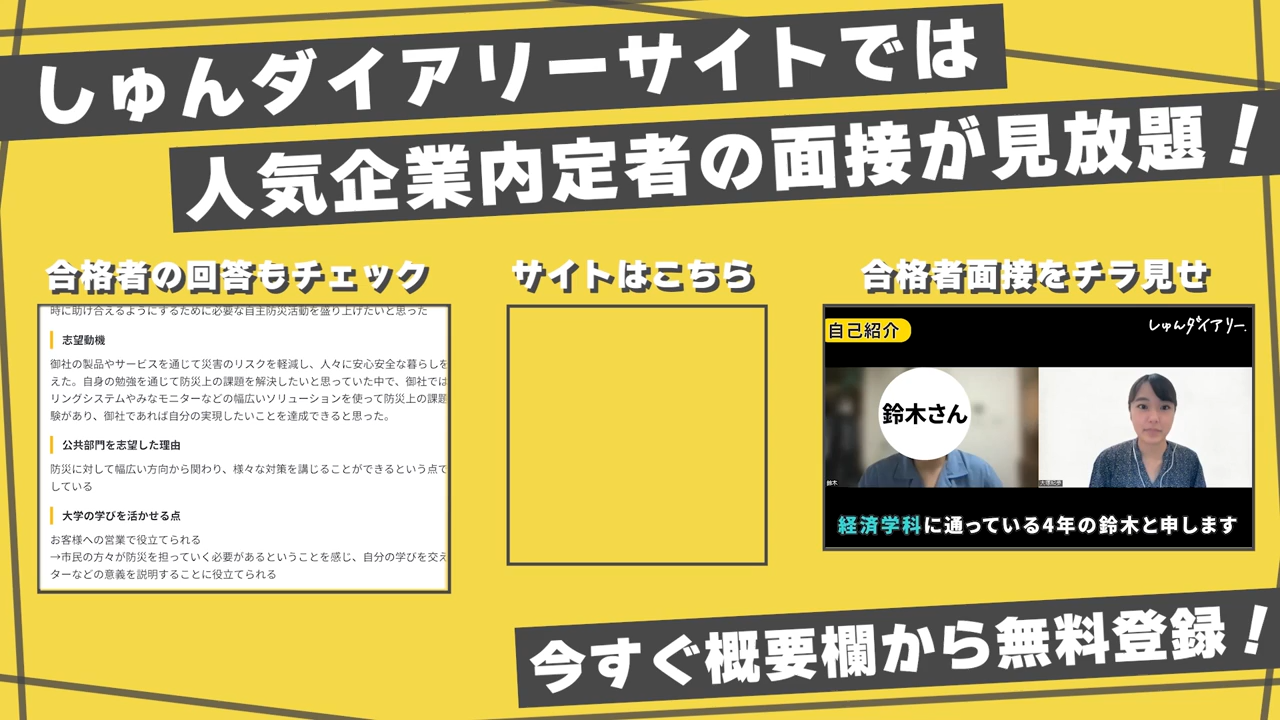 しゅんダイアリーサイトでは
人気企業内定者の面接が見放題！
合格者の回答もチェック
時に助け合えるようにするために必要な自主防災活動を盛り上げたいと思った
志望動機
御社の製品やサービスを通じて災害のリスクを軽減し、人々に安心安全な暮らしを
えた。自身の勉強を通じて防災上の課題を解決したいと思っていた中で、御社では
リングシステムやみなモニターなどの幅広いソリューションを使って防災上の課題
験があり、御社であれば自分の実現したいことを達成できると思った。
公共部門を志望した理由
防災に対して幅広い方向から関わり、様々な対策を講じることができるという点で
している
大学の学びを活かせる点
お客様への営業で役立てられる
→市民の方々が防災を担っていく必要があるということを感じ、自分の学びを交え
ターなどの意義を説明することに役立てられる
サイトはこちら
合格者面接をチラ見せ
自己紹介
しゅんダイアリー.
鈴木さん
鈴木
経済学科に通っている4年の鈴木と申します
今すぐ概要欄から無料登録！